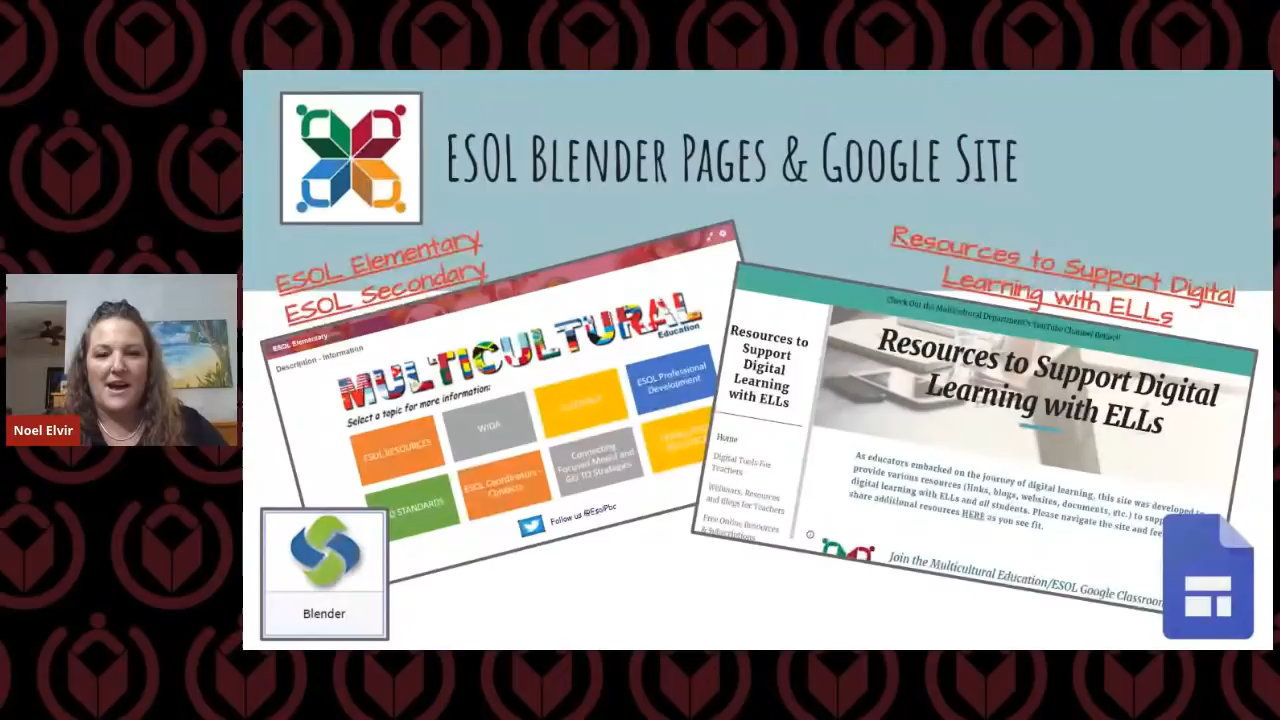 ESOL BLENDER PAGES & GOOGLE SITE
ESOL Elementary
ESOL Secondary
Resources to Support Digital
Learning with ELLs
Noel Elvir
ESOL Elementary
Description - Information
MULTICULTURAL
Education
Select a topic for more information:
ESOL RESOURCES
WIDA
ESOL Professional
Development
STANDARDS
ESOL Coordinators -
Contacts
Connecting
Focused Model and
GO TO Strategies
Follow us @EsolPbc
Blender
Check Out the Multicultural Department's YouTube Channel Below!!
Resources to
Support
Digital
Learning
with ELLs
Home
Digital Tools For
Teachers
Webinars, Resources
and Blogs for Teachers
Free Online Resources
& Subscriptions
Resources to Support Digital
Learning with ELLs
As educators embarked on the journey of digital learning, this site was developed to
provide various resources (links, blogs, websites, documents, etc.) to
digital learning with ELLs and all students. Please navigate the site and
share additional resources HERE as you see fit.
Join the Multicultural Education/ESOL Google Classroom